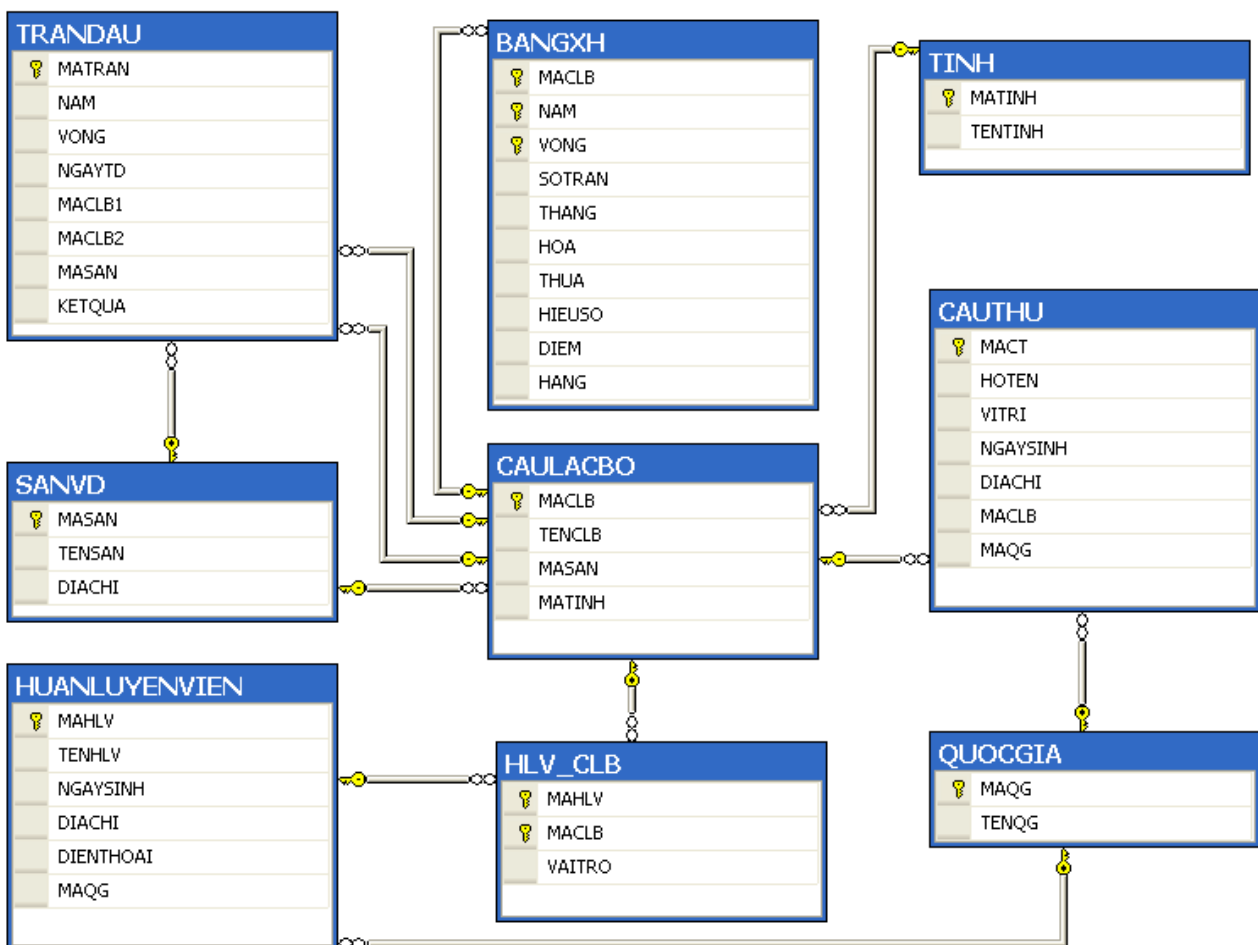 TRANDAU
MATRAN
NAM
VONG
NGAYTD
MACLB1
MACLB2
MASAN
KETQUA
BANGXH
MACLB
NAM
VONG
SOTRAN
THANG
HOA
THUA
HIEUSO
DIEM
HANG
TINH
MATINH
TENTINH
CAUTHU
MACT
HOTEN
VITRI
NGAYSINH
DIACHI
MACLB
MAQG
SANVD
MASAN
TENSAN
DIACHI
CAULACBO
MACLB
TENCLB
MASAN
MATINH
HUANLUYENVIEN
MAHLV
TENHLV
NGAYSINH
DIACHI
DIENTHOAI
MAQG
HLV_CLB
MAHLV
MACLB
VAITRO
QUOCGIA
MAQG
TENQG